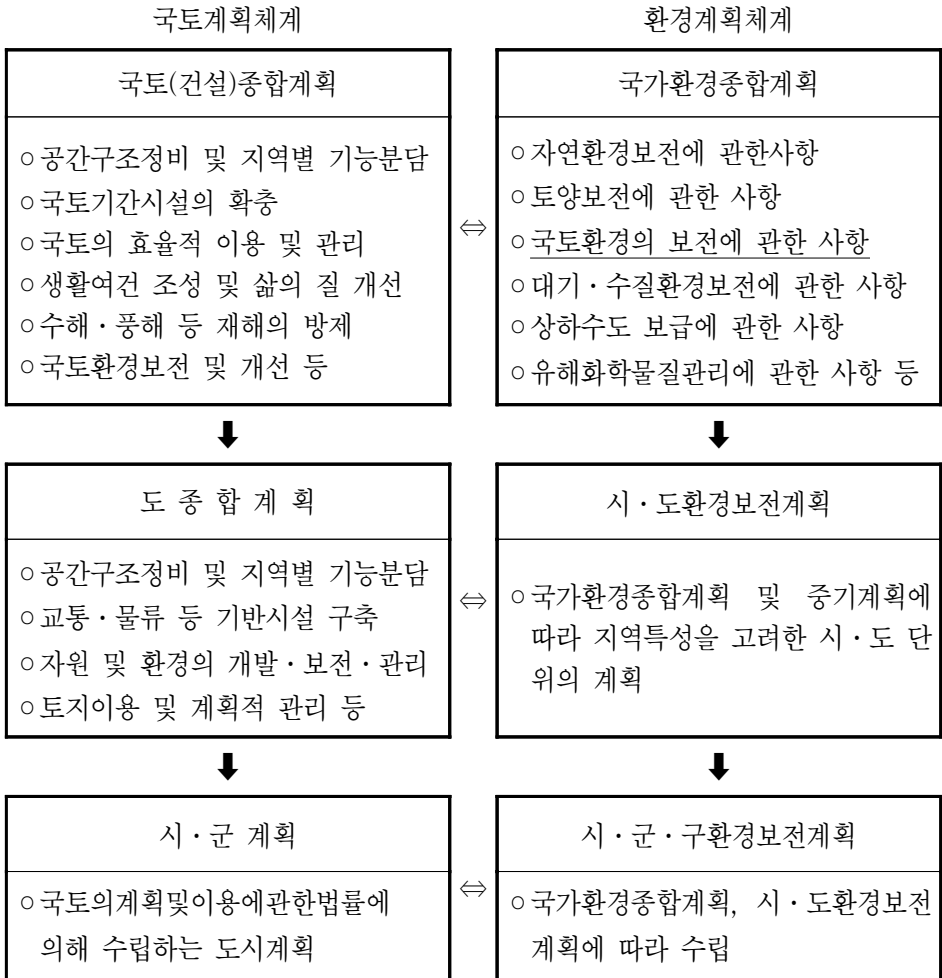 국토계획체계
국토(건설)종합계획
○공간구조정비 및 지역별 기능분담
○국토기간시설의 확충
○국토의 효율적 이용 및 관리
○생활여건 조성 및 삶의 질 개선
○수해·풍해 등 재해의 방제
○국토환경보전 및 개선 등
⇔
환경계획체계
국가환경종합계획
○자연환경보전에 관한사항
○토양보전에 관한 사항
○국토환경의 보전에 관한 사항
○대기·수질환경보전에 관한 사항
○상하수도 보급에 관한 사항
○유해화학물질관리에 관한 사항 등
도 종 합 계 획
○공간구조정비 및 지역별 기능분담
○교통·물류 등 기반시설 구축
○자원 및 환경의 개발·보전·관리
○토지이용 및 계획적 관리 등
⇔
시·도환경보전계획
○국가환경종합계획 및 중기계획에
따라 지역특성을 고려한 시·도 단
위의 계획
시·군 계획
○국토의계획및이용에관한법률에
의해 수립하는 도시계획
⇔
시·군·구환경보전계획
○국가환경종합계획, 시·도환경보전
계획에 따라 수립